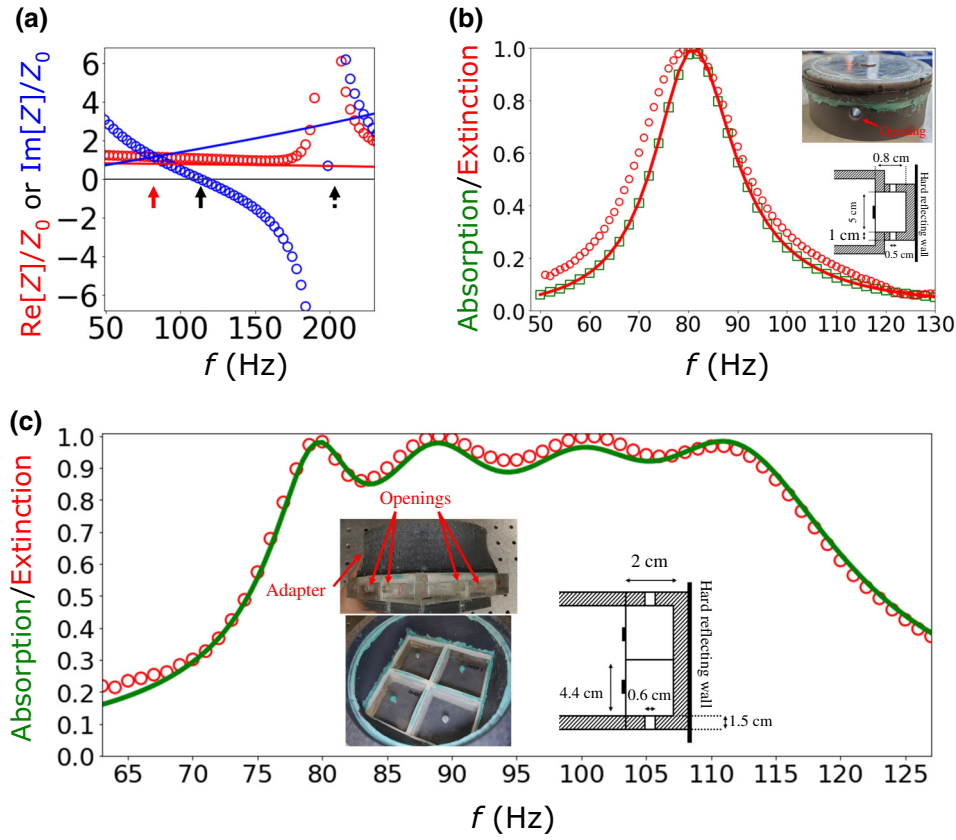 (a)
Re[Z]/Z0 or Im[Z]/Z0
6
4
2
0
−2
−4
−6
50 100 150 200
f (Hz)
(b)
Absorption/Extinction
1.0
0.8
0.6
0.4
0.2
0.0
50 60 70 80 90 100 110 120 130
f (Hz)
Opening
0.8 cm
5 cm
1 cm
0.5 cm
Hard reflecting wall
(c)
Absorption/Extinction
1.0
0.9
0.8
0.7
0.6
0.5
0.4
0.3
0.2
0.1
0.0
65 70 75 80 85 90 95 100 105 110 115 120 125
f (Hz)
Openings
Adapter
2 cm
4.4 cm
0.6 cm
1.5 cm
Hard reflecting wall